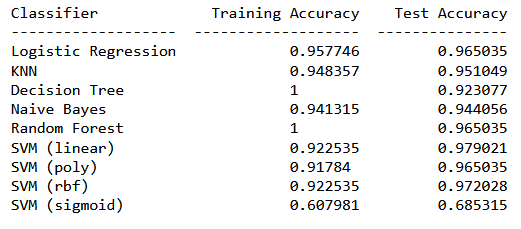 Classifier Training Accuracy Test Accuracy
------------------- ------------------- ---------------
Logistic Regression 0.957746 0.965035
KNN 0.948357 0.951049
Decision Tree 1 0.923077
Naive Bayes 0.941315 0.944056
Random Forest 1 0.965035
SVM (linear) 0.922535 0.979021
SVM (poly) 0.91784 0.965035
SVM (rbf) 0.922535 0.972028
SVM (sigmoid) 0.607981 0.685315